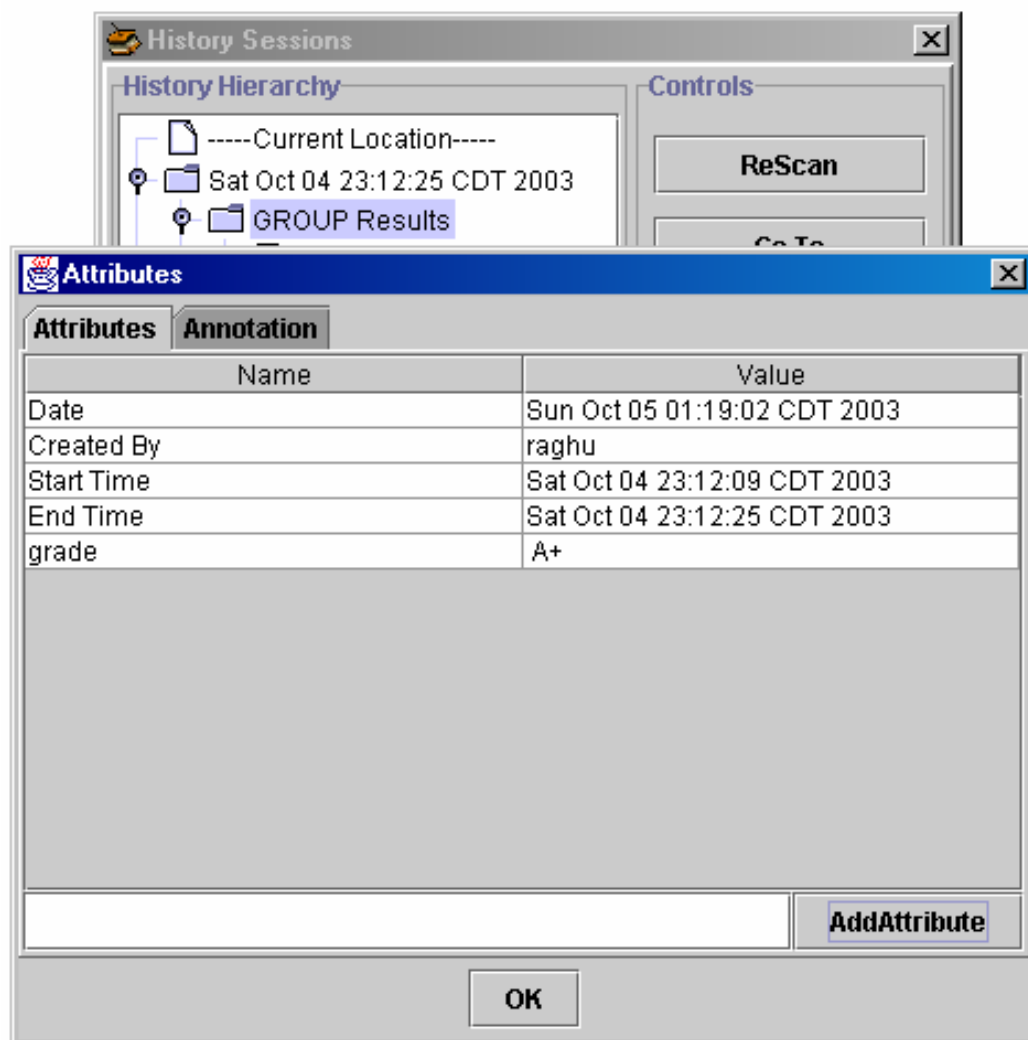 History Sessions
History Hierarchy Controls
-----Current Location-----
ReScan
Sat Oct 04 23:12:25 CDT 2003
GROUP Results
Go To
Attributes
Attributes Annotation
Name Value
Date Sun Oct 05 01:19:02 CDT 2003
Created By raghu
Start Time Sat Oct 04 23:12:09 CDT 2003
End Time Sat Oct 04 23:12:25 CDT 2003
grade A+
AddAttribute
OK